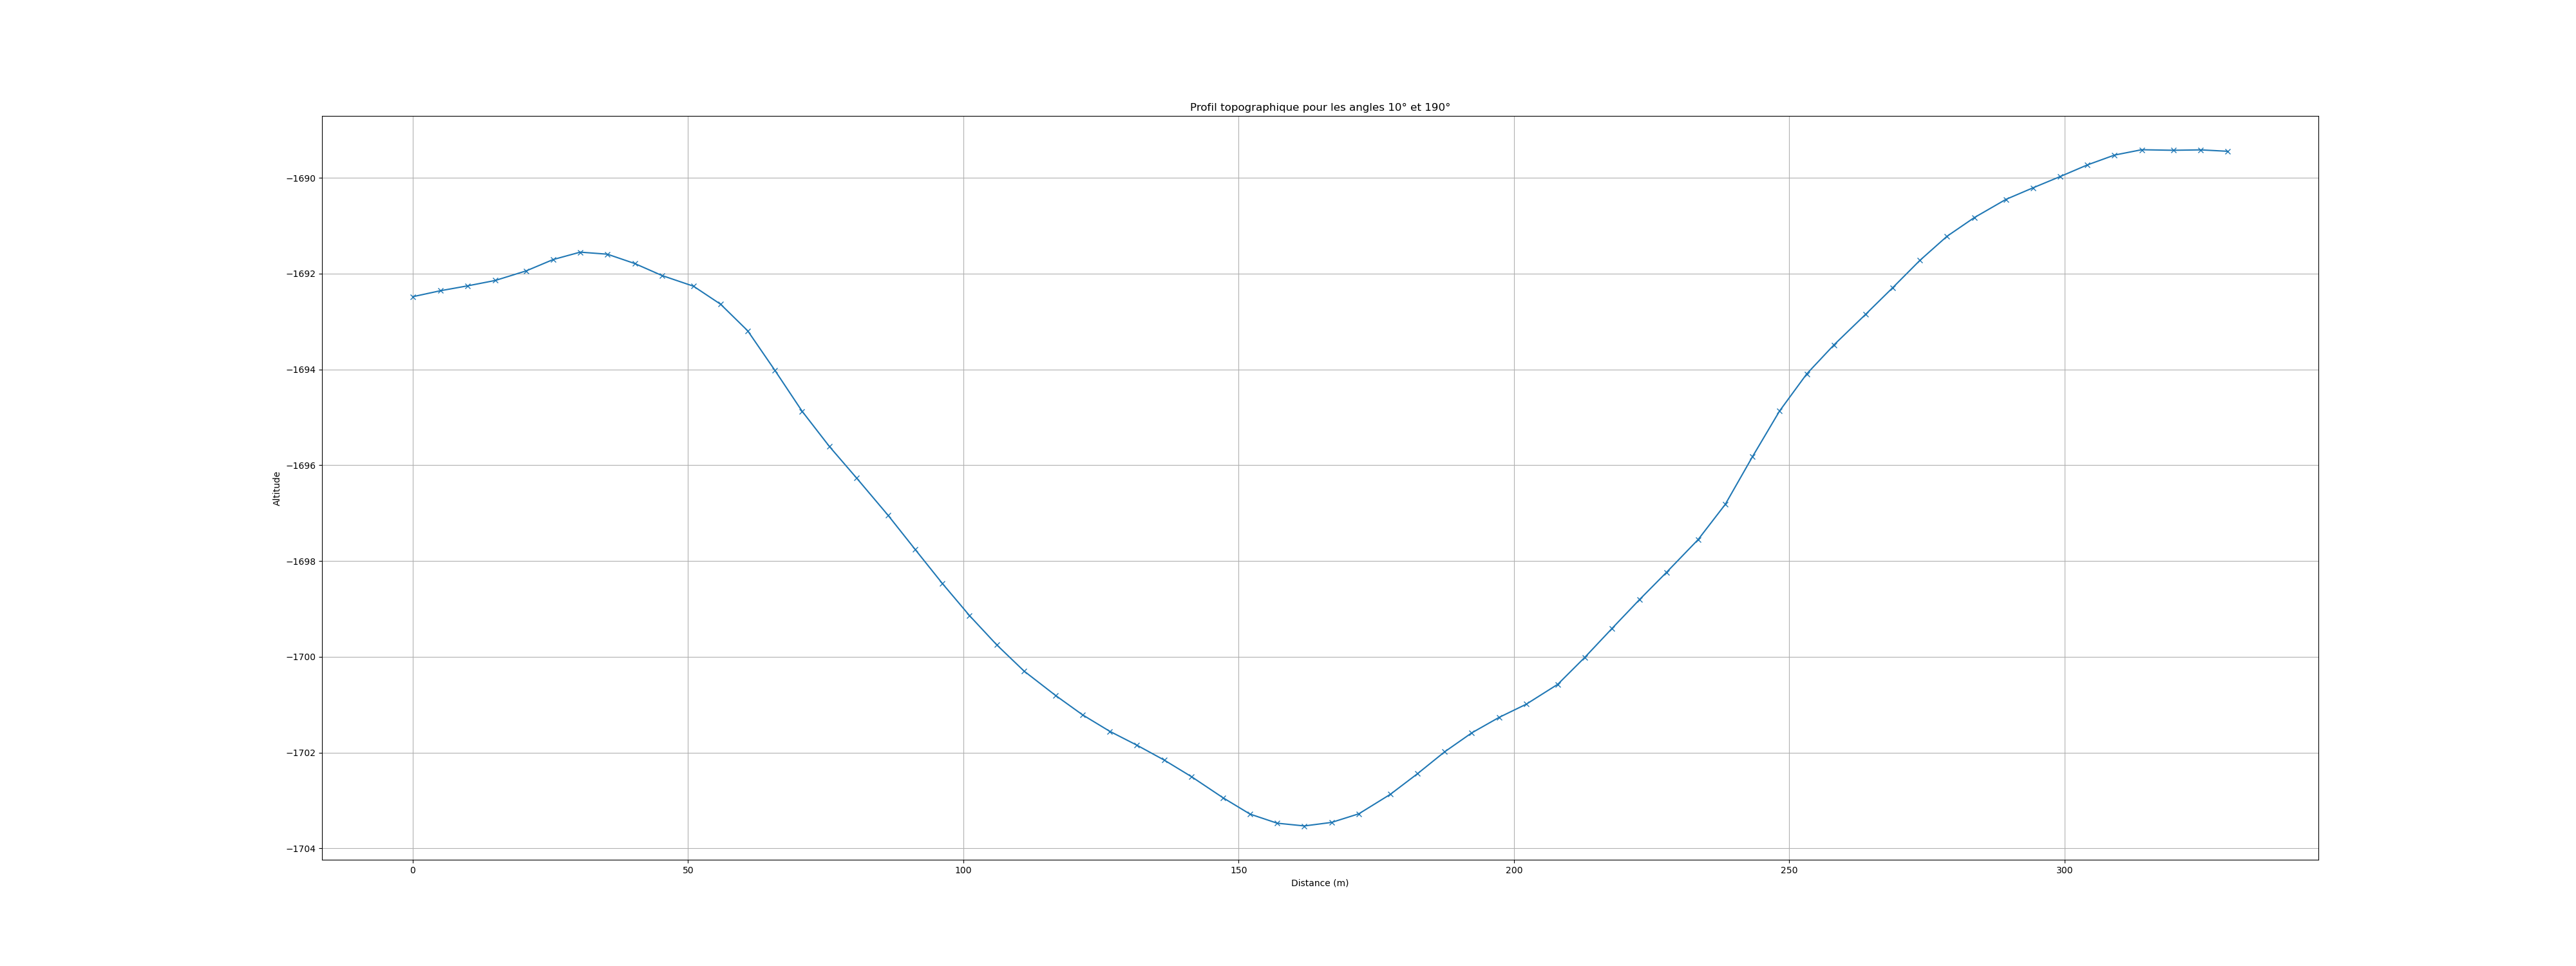 Profil topographique pour les angles 10° et 190°
Altitude
−1690
−1692
−1694
−1696
−1698
−1700
−1702
−1704
0 50 100 150 200 250 300
Distance (m)